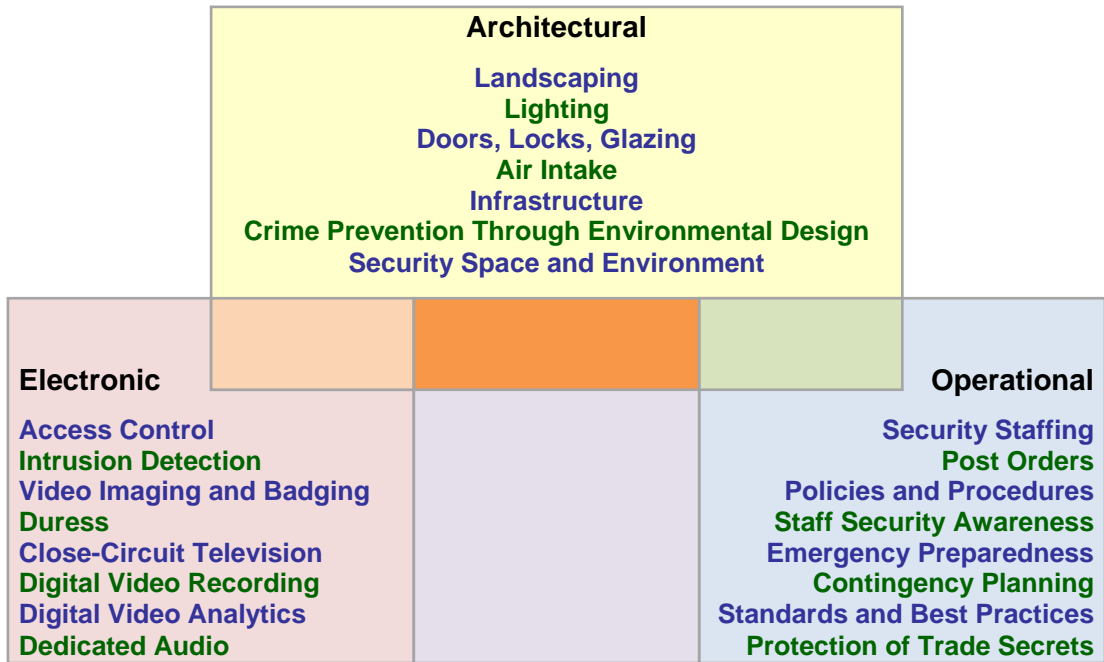 Architectural
Landscaping
Lighting
Doors, Locks, Glazing
Air Intake
Infrastructure
Crime Prevention Through Environmental Design
Security Space and Environment
Electronic
Access Control
Intrusion Detection
Video Imaging and Badging
Duress
Close-Circuit Television
Digital Video Recording
Digital Video Analytics
Dedicated Audio
Operational
Security Staffing
Post Orders
Policies and Procedures
Staff Security Awareness
Emergency Preparedness
Contingency Planning
Standards and Best Practices
Protection of Trade Secrets